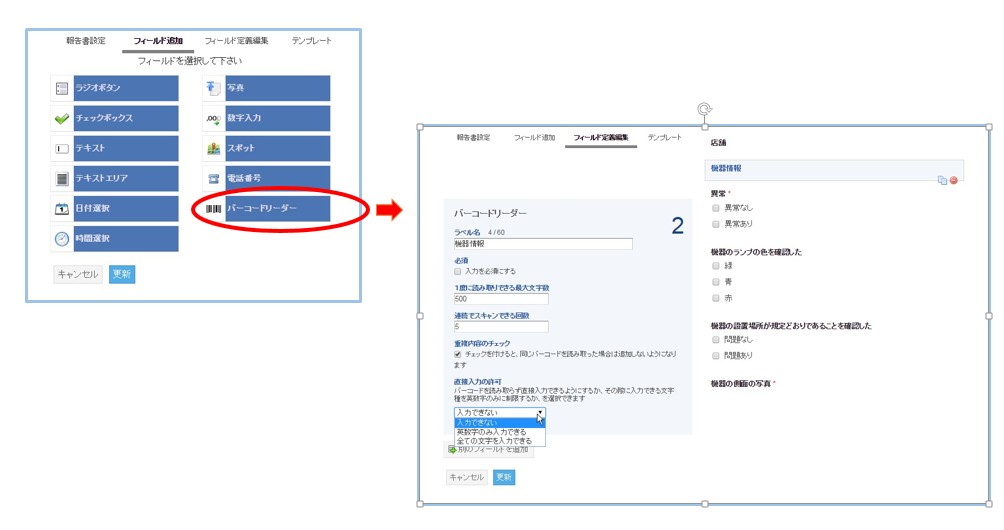 報告書設定 フィールド追加 フィールド定義編集 テンプレート
フィールドを選択して下さい
ラジオボタン 写真
チェックボックス .00 数字入力
テキスト スポット
テキストエリア 電話番号
日付選択 バーコードリーダー
時間選択
キャンセル 更新
報告書設定 フィールド追加 フィールド定義編集 テンプレート
バーコードリーダー 2
ラベル名 4/60
機器情報
必須
入力を必須にする
1度に読み取りできる最大文字数
500
連続でスキャンできる回数
5
重複内容のチェック
チェックを付けると、同じバーコードを読み取った場合は追加しないようになり
ます
直接入力の許可
バーコードを読み取らず直接入力できるようにするか、その際に入力できる文字
種を英数字のみに制限するか、を選択できます
入力できない
入力できない
英数字のみ入力できる
全ての文字を入力できる
別のフィールドを追加
キャンセル 更新
店舗
機器情報
異常 *
異常なし
異常あり
機器のランプの色を確認した
緑
青
赤
機器の設置場所が規定どおりであることを確認した
問題なし
問題あり
機器の側面の写真 *